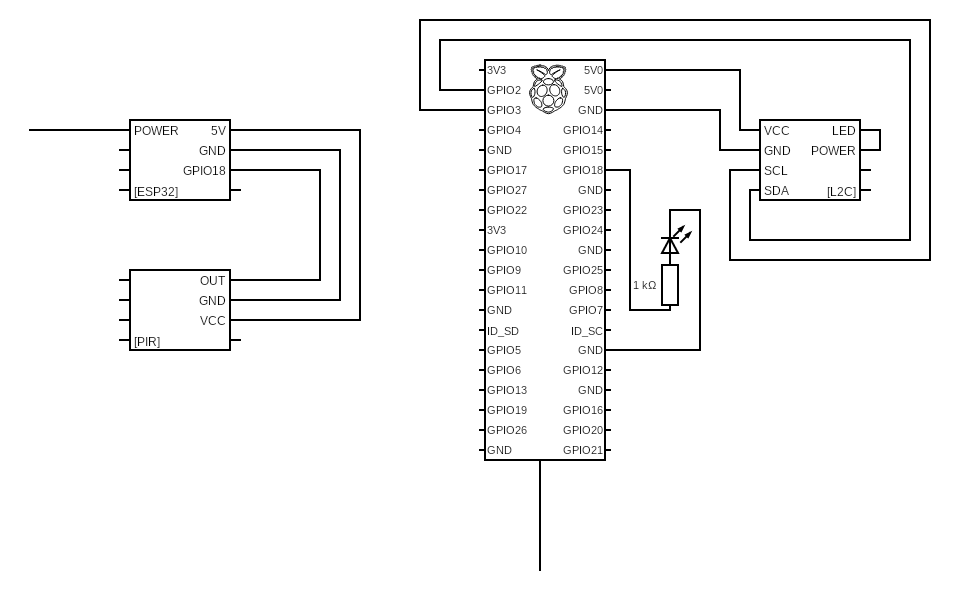 POWER 5V
GND
GPIO18
[ESP32]
OUT
GND
VCC
[PIR]
3V3 5V0
GPIO2 5V0
GPIO3 GND
GPIO4 GPIO14
GND GPIO15
GPIO17 GPIO18
GPIO27 GND
GPIO22 GPIO23
3V3 GPIO24
GPIO10 GND
GPIO9 GPIO25
GPIO11 GPIO8
GND GPIO7
ID_SD ID_SC
GPIO5 GND
GPIO6 GPIO12
GPIO13 GND
GPIO19 GPIO16
GPIO26 GPIO20
GND GPIO21
1 kΩ
VCC LED
GND POWER
SCL
SDA [L2C]